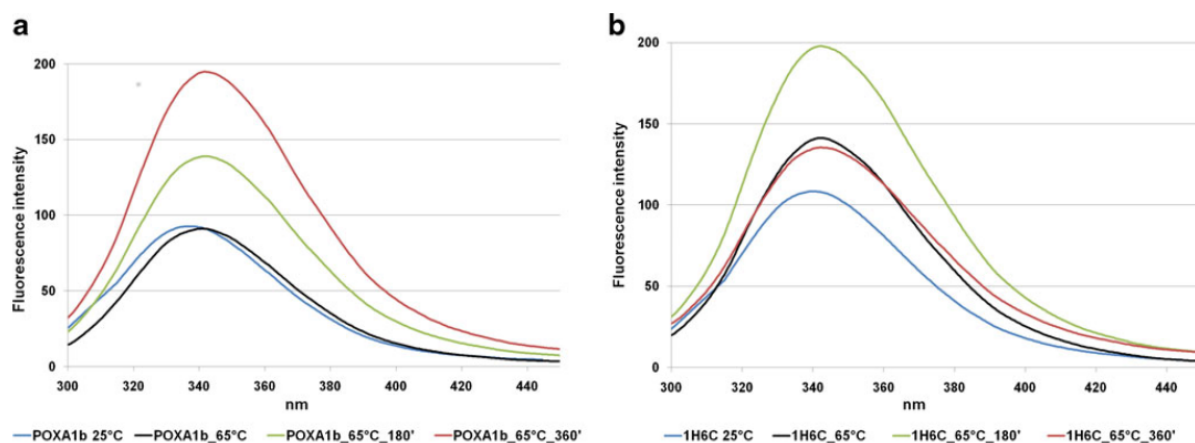 a
Fluorescence intensity
200
150
100
50
0
300 320 340 360 380 400 420 440
nm
POXA1b 25°C POXA1b_65°C POXA1b_65°C_180' POXA1b_65°C_360'
b
Fluorescence intensity
200
150
100
50
0
300 320 340 360 380 400 420 440
nm
1H6C 25°C 1H6C_65°C 1H6C_65°C_180' 1H6C_65°C_360'